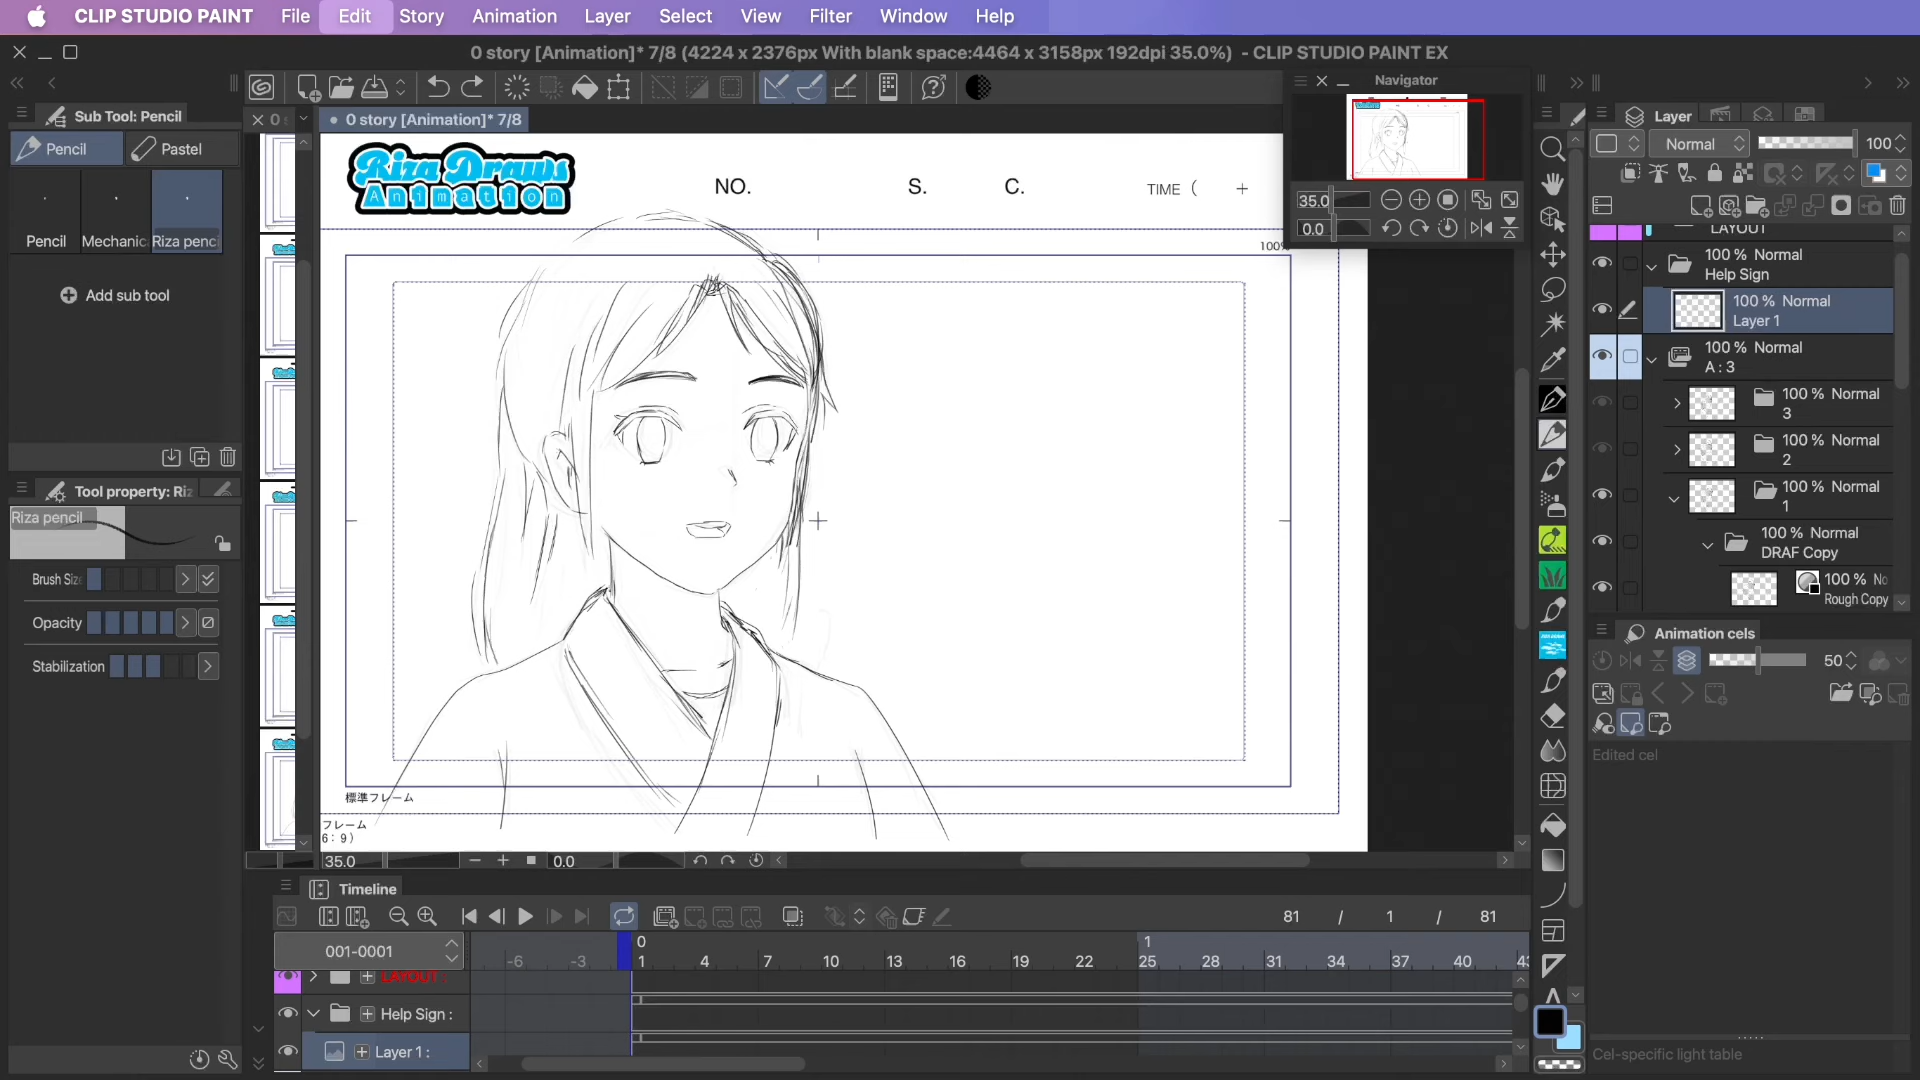 CLIP STUDIO PAINT File Edit Story Animation Layer Select View Filter Window Help
0 story [Animation]* 7/8 (4224 x 2376px With blank space:4464 x 3158px 192dpi 35.0%) - CLIP STUDIO PAINT EX
Navigator
Sub Tool: Pencil
0 story [Animation]* 7/8
Layer
Pencil Pastel
Normal 100
Riza Draws
Animation
NO. S. C. TIME ( +
35.0
0.0
Pencil Mechanic Riza penci
LAYOUT
100%
100 % Normal
Help Sign
Add sub tool
100 % Normal
Layer 1
100 % Normal
A : 3
100 % Normal
3
100 % Normal
2
100 % Normal
1
100 % Normal
DRAF Copy
100 % No
Rough Copy
Tool property: Riz
Riza pencil
Brush Size
Opacity
Stabilization
Animation cels
50
Edited cel
標準フレーム
フレーム
6:9)
35.0 0.0
Timeline
81 / 1 / 81
001-0001
0 1
-6 -3 1 4 7 10 13 16 19 22 25 28 31 34 37 40 43
LAYOUT :
Help Sign :
Layer 1 :
Cel-specific light table